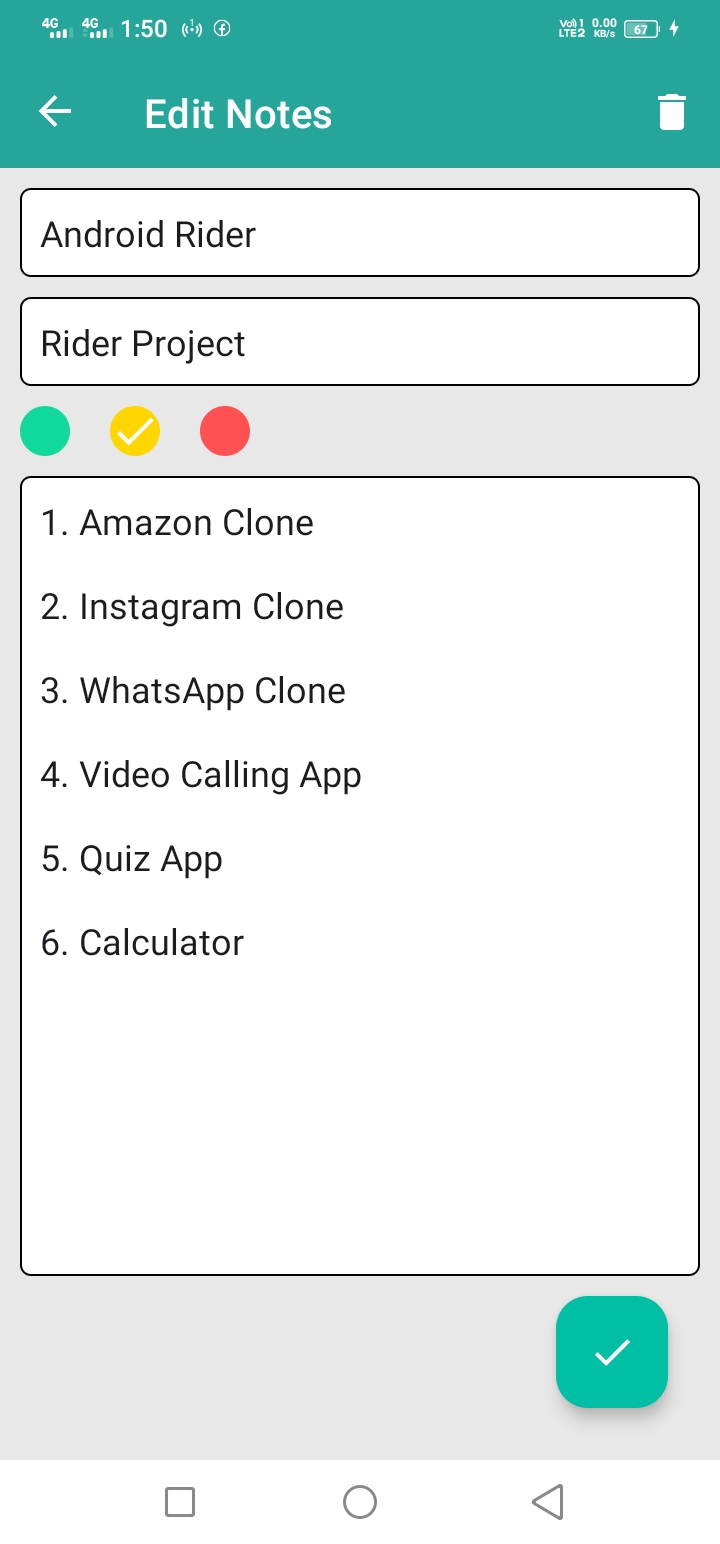 4G 4G 1:50 1 Vo)) 1 LTE2 0.00 KB/s 67
Edit Notes
Android Rider
Rider Project
1. Amazon Clone
2. Instagram Clone
3. WhatsApp Clone
4. Video Calling App
5. Quiz App
6. Calculator